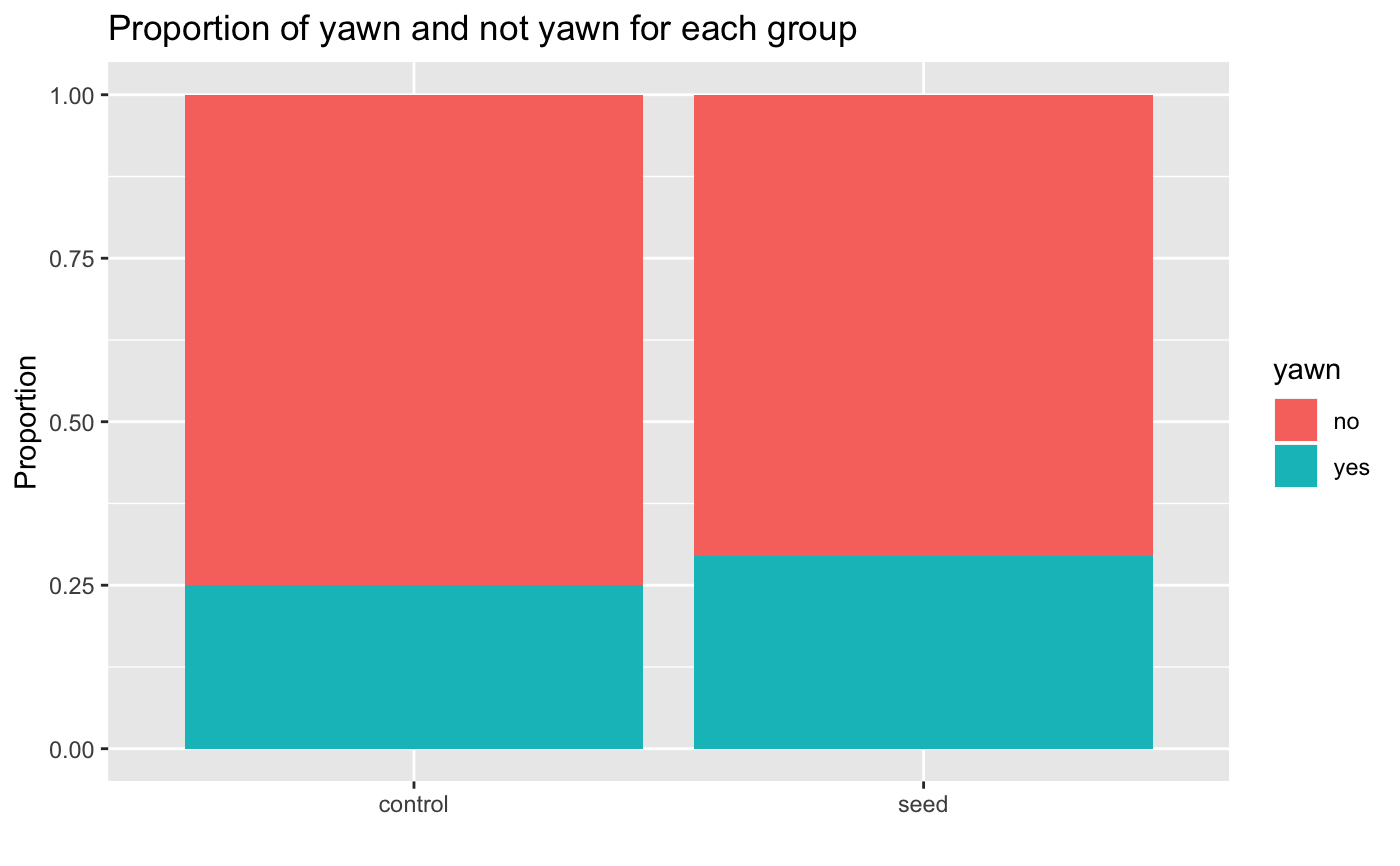 Proportion of yawn and not yawn for each group
1.00
0.75
0.50
0.25
0.00
Proportion
control
seed
yawn
no
yes